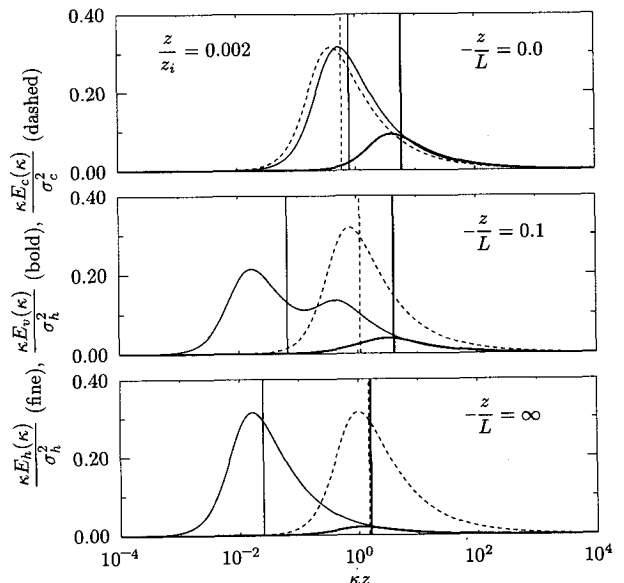 κE_h(κ)/σ_h^2 (fine), κE_v(κ)/σ_h^2 (bold), κE_c(κ)/σ_c^2 (dashed)
0.40
z/z_i = 0.002
-z/L = 0.0
0.20
0.00
0.40
-z/L = 0.1
0.20
0.00
0.40
-z/L = ∞
0.20
0.00
10^-4 10^-2 10^0 10^2 10^4
κz